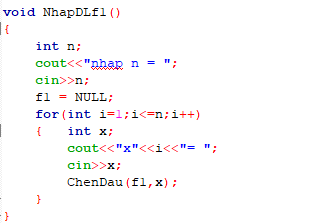 void NhapDLf1()
{
int n;
cout<<"nhap n = ";
cin>>n;
f1 = NULL;
for(int i=1;i<=n;i++)
{ int x;
cout<<"x"<<i<<"= ";
cin>>x;
ChenDau(f1,x);
}
}